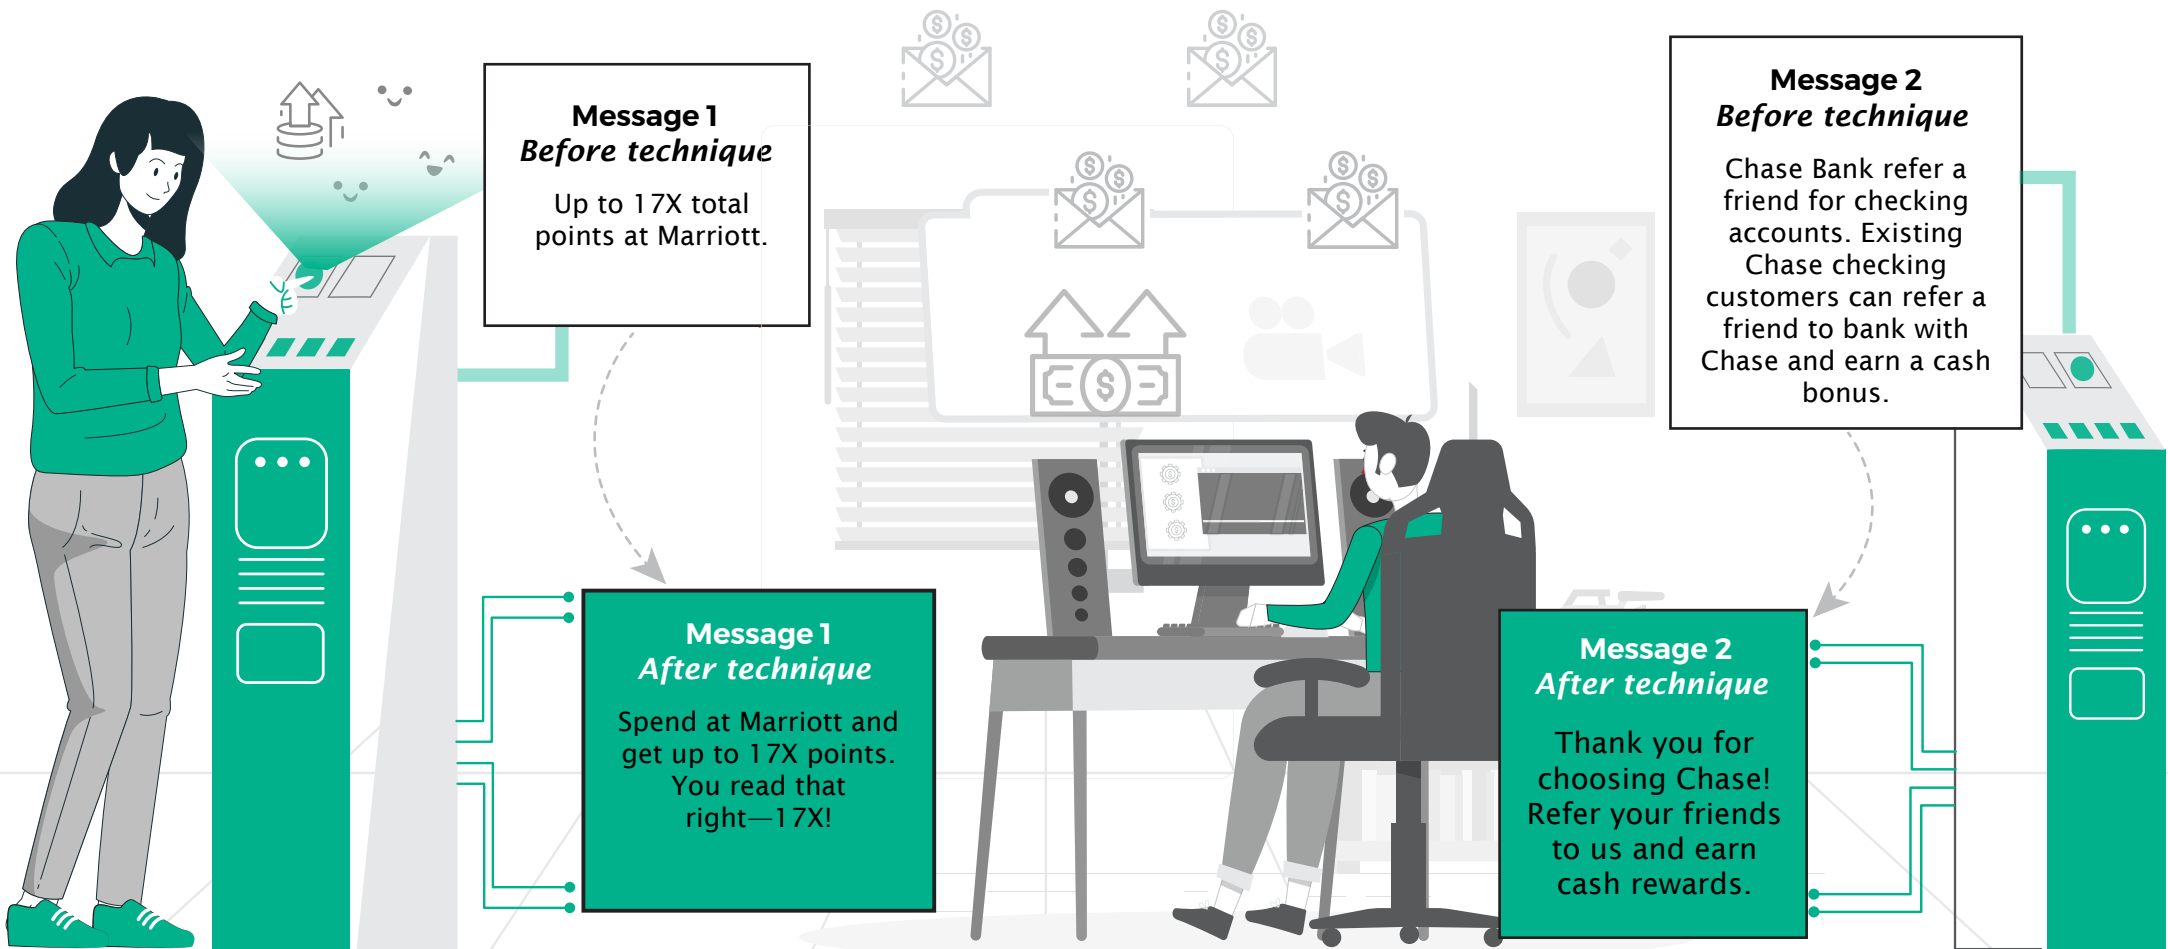 Message 1
Before technique
Up to 17X total
points at Marriott.
Message 1
After technique
Spend at Marriott and
get up to 17X points.
You read that
right—17X!
Message 2
Before technique
Chase Bank refer a
friend for checking
accounts. Existing
Chase checking
customers can refer a
friend to bank with
Chase and earn a cash
bonus.
Message 2
After technique
Thank you for
choosing Chase!
Refer your friends
to us and earn
cash rewards.